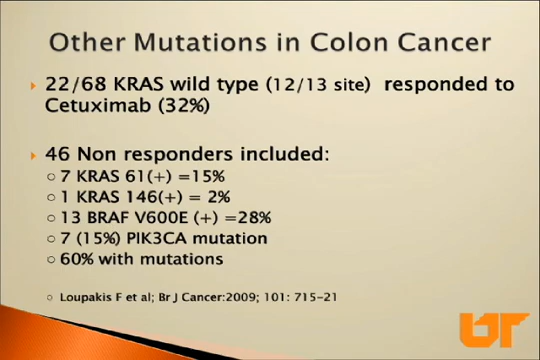 Other Mutations in Colon Cancer
22/68 KRAS wild type (12/13 site) responded to
Cetuximab (32%)
46 Non responders included:
7 KRAS 61(+) =15%
1 KRAS 146(+) = 2%
13 BRAF V600E (+) =28%
7 (15%) PIK3CA mutation
60% with mutations
Loupakis F et al; Br J Cancer:2009; 101: 715-21
UT